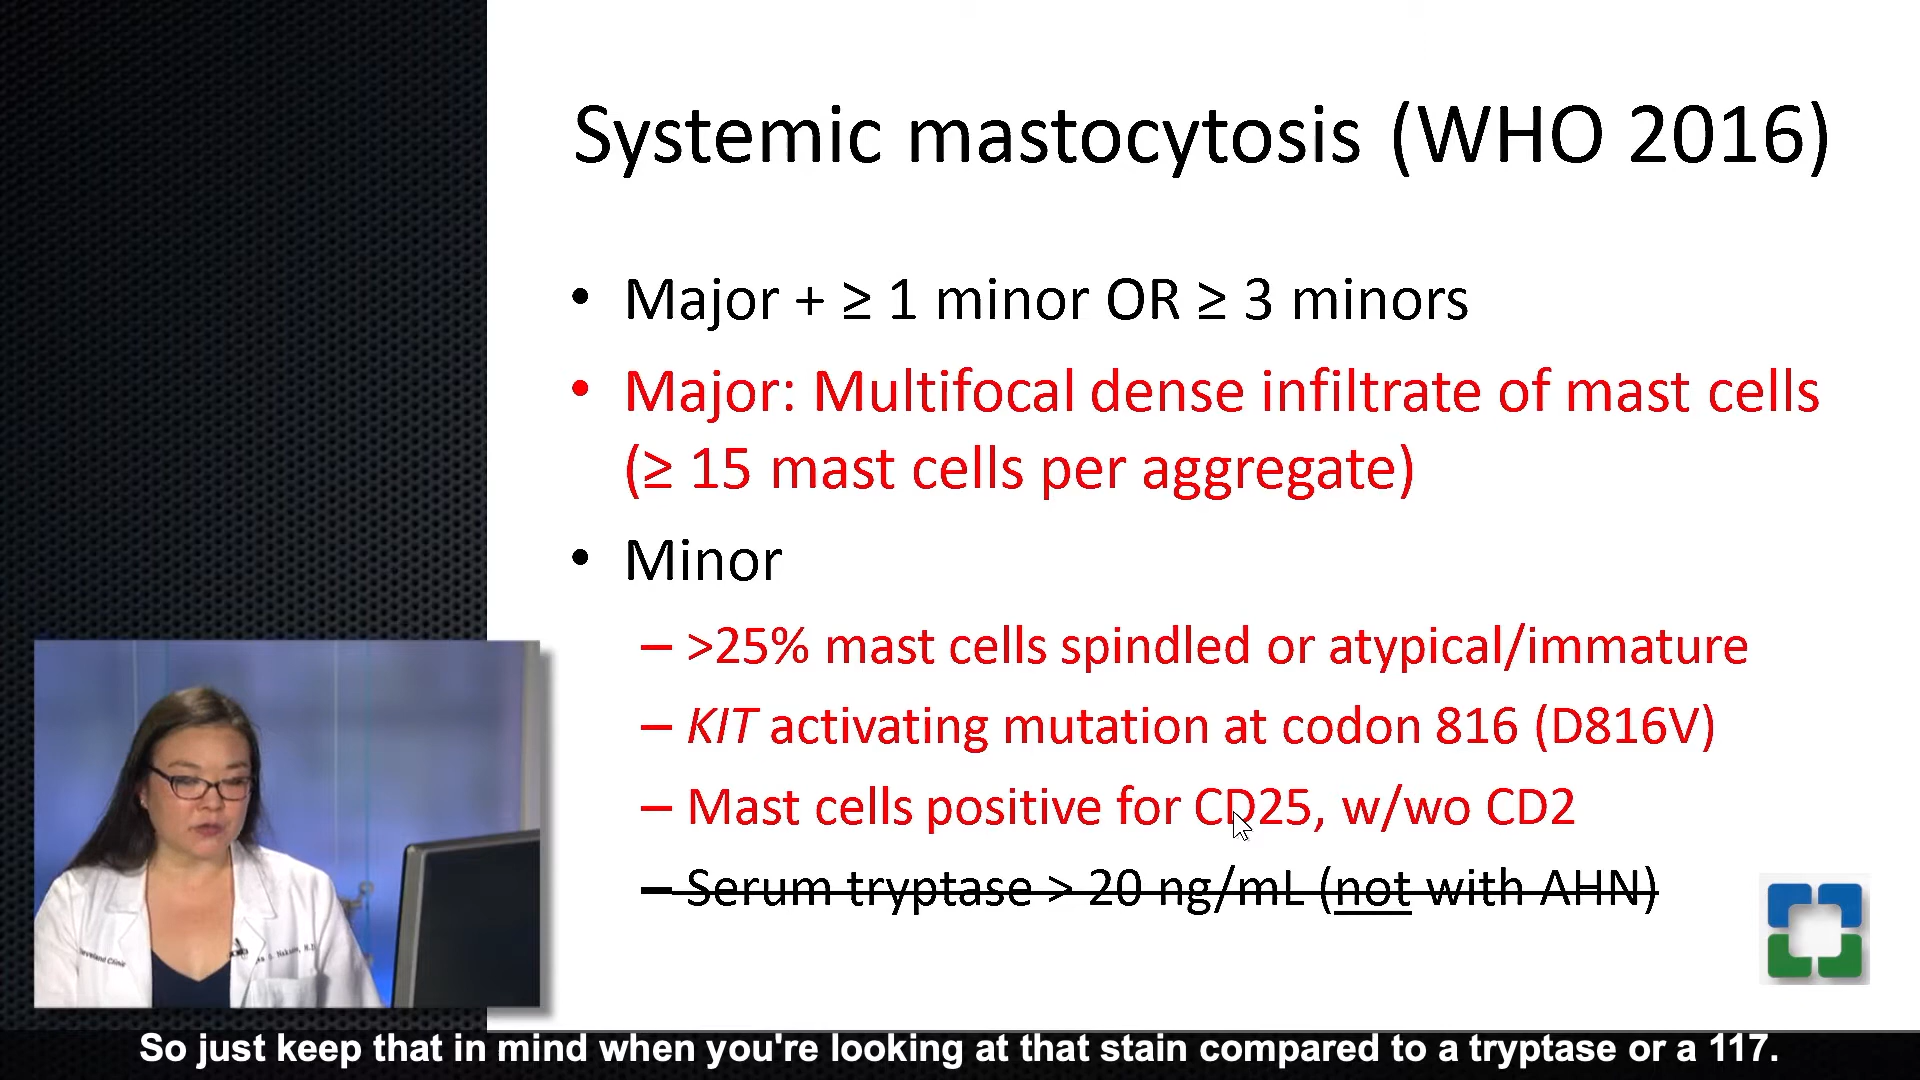 Systemic mastocytosis (WHO 2016)
• Major + ≥ 1 minor OR ≥ 3 minors
• Major: Multifocal dense infiltrate of mast cells
(≥ 15 mast cells per aggregate)
• Minor
– >25% mast cells spindled or atypical/immature
– KIT activating mutation at codon 816 (D816V)
– Mast cells positive for CD25, w/wo CD2
– Serum tryptase > 20 ng/mL (not with AHN)
Cleveland Clinic
So just keep that in mind when you're looking at that stain compared to a tryptase or a 117.